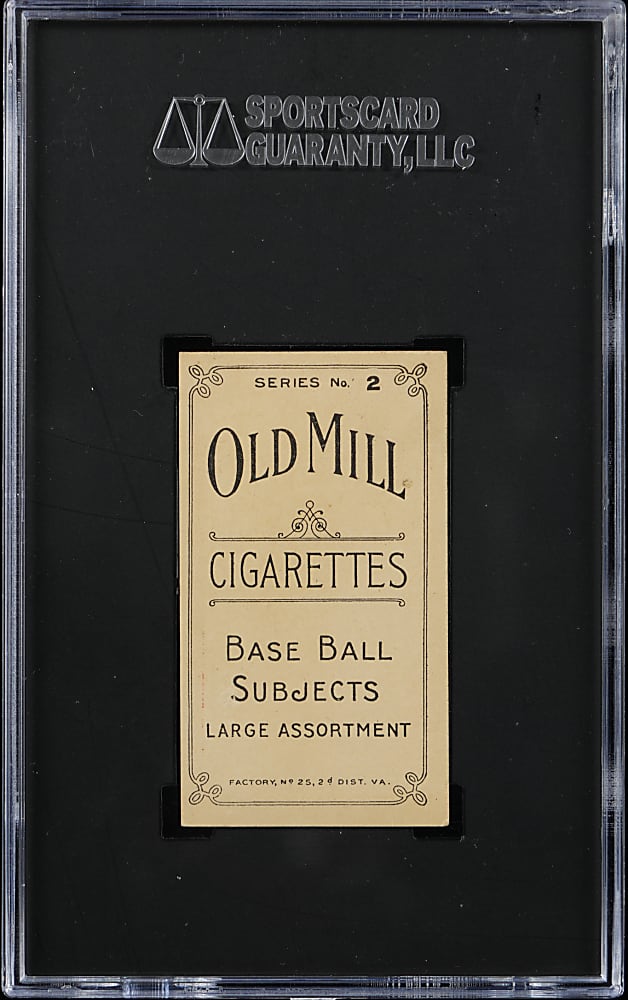 SPORTSCARD
GUARANTY, LLC
SERIES No. 2
OLD MILL
CIGARETTES
BASE BALL
SUBJECTS
LARGE ASSORTMENT
FACTORY, Nº 25, 2d DIST. VA.